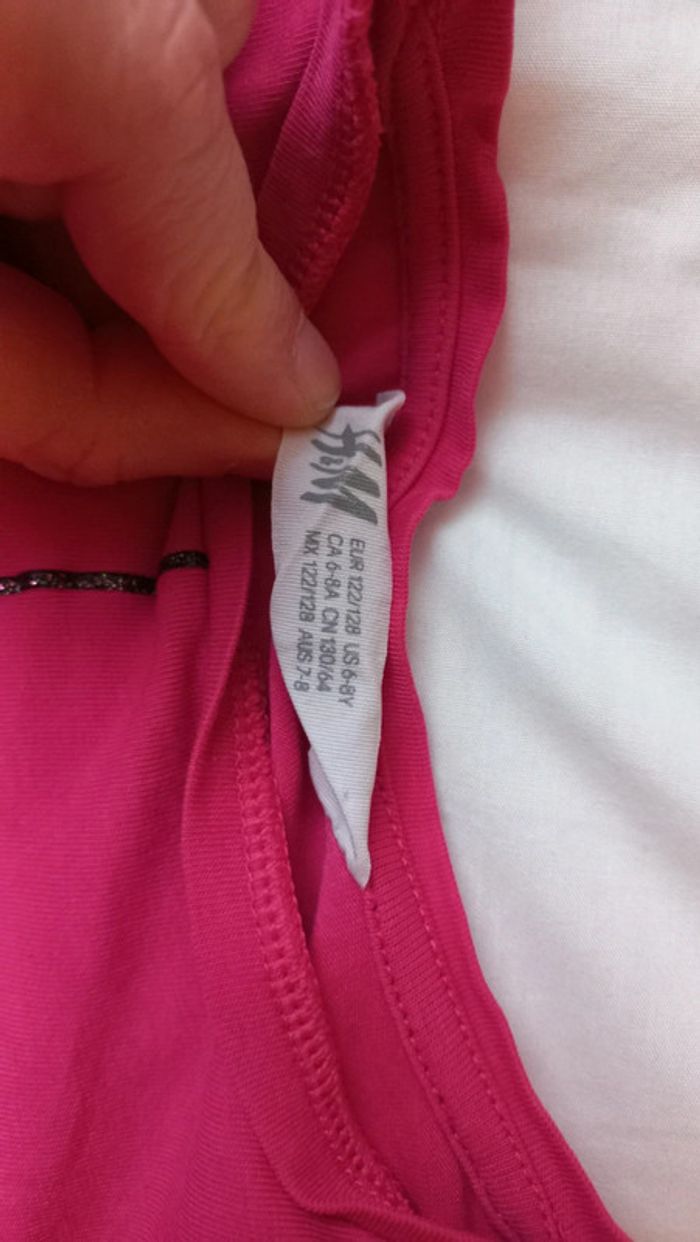 H&M
EUR 122/128 US 6-8Y
CA 6-8A CN 130/64
MX 122/128 AUS 7-8